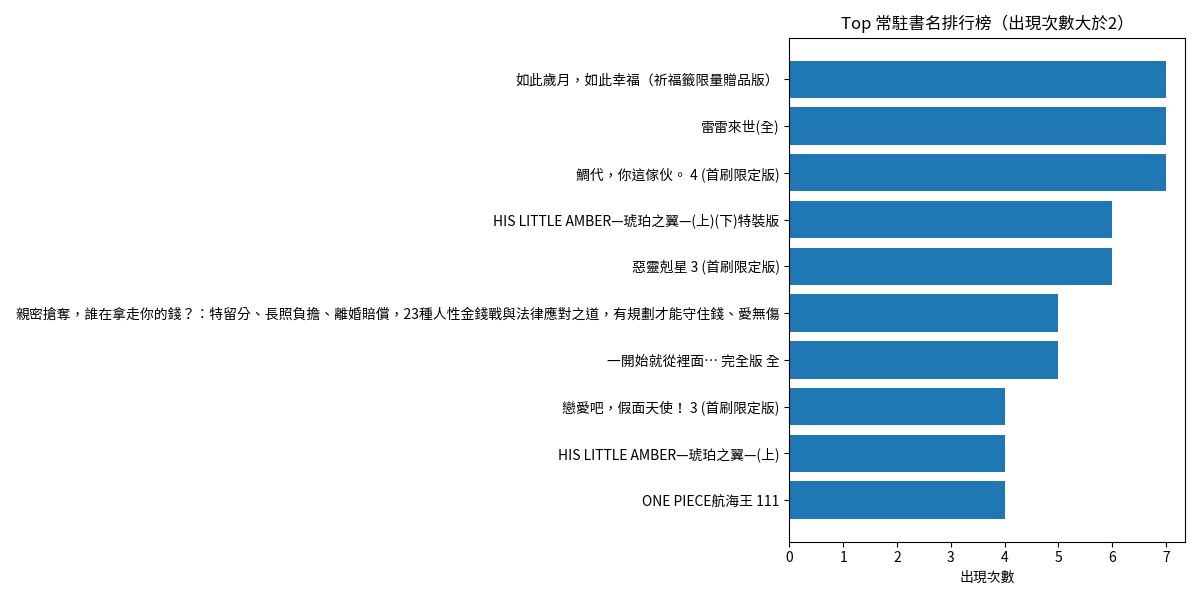 Top 常駐書名排行榜（出現次數大於2）
如此歲月，如此幸福（祈福籤限量贈品版）
雷雷來世(全)
鯛代，你這傢伙。 4 (首刷限定版)
HIS LITTLE AMBER—琥珀之翼—(上)(下)特裝版
惡靈剋星 3 (首刷限定版)
親密搶奪，誰在拿走你的錢？：特留分、長照負擔、離婚賠償，23種人性金錢戰與法律應對之道，有規劃才能守住錢、愛無傷
一開始就從裡面… 完全版 全
戀愛吧，假面天使！ 3 (首刷限定版)
HIS LITTLE AMBER—琥珀之翼—(上)
ONE PIECE航海王 111
0 1 2 3 4 5 6 7
出現次數